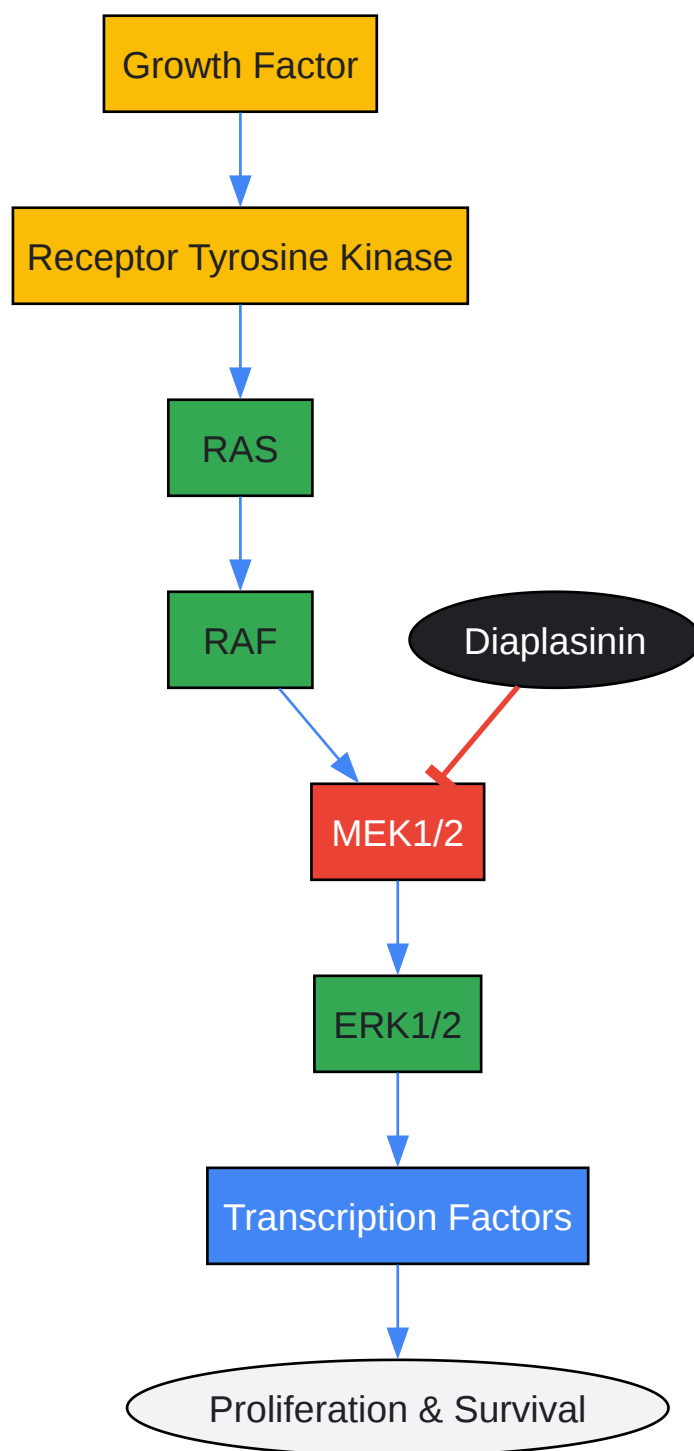 Growth Factor
Receptor Tyrosine Kinase
RAS
RAF
Diaplasinin
MEK1/2
ERK1/2
Transcription Factors
Proliferation & Survival